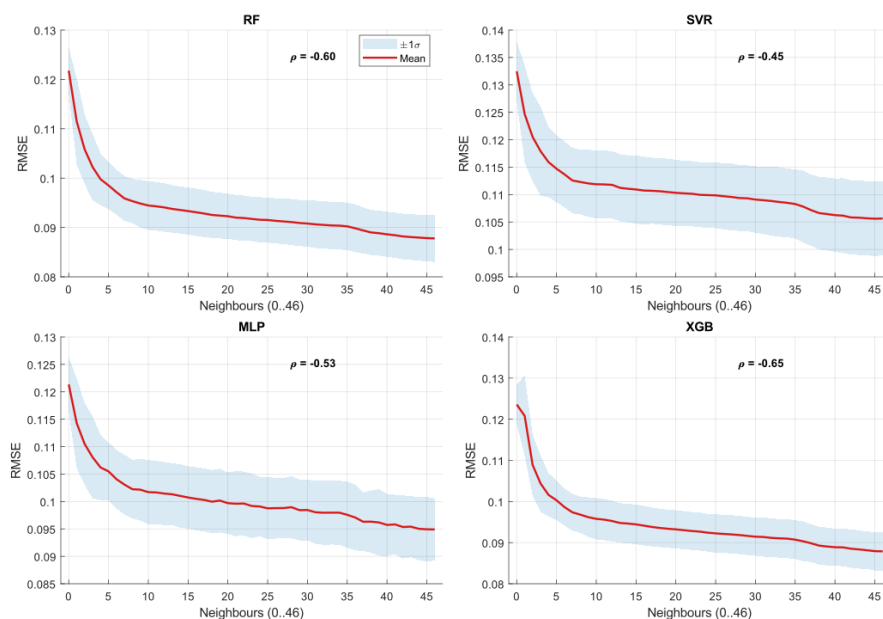 RF
0.13
0.12
0.11
0.1
0.09
0.08
RMSE
ρ = -0.60
±1σ
Mean
0 5 10 15 20 25 30 35 40 45
Neighbours (0..46)
SVR
0.14
0.135
0.13
0.125
0.12
0.115
0.11
0.105
0.1
0.095
RMSE
ρ = -0.45
0 5 10 15 20 25 30 35 40 45
Neighbours (0..46)
MLP
0.13
0.125
0.12
0.115
0.11
0.105
0.1
0.095
0.09
0.085
RMSE
ρ = -0.53
0 5 10 15 20 25 30 35 40 45
Neighbours (0..46)
XGB
0.14
0.13
0.12
0.11
0.1
0.09
0.08
RMSE
ρ = -0.65
0 5 10 15 20 25 30 35 40 45
Neighbours (0..46)